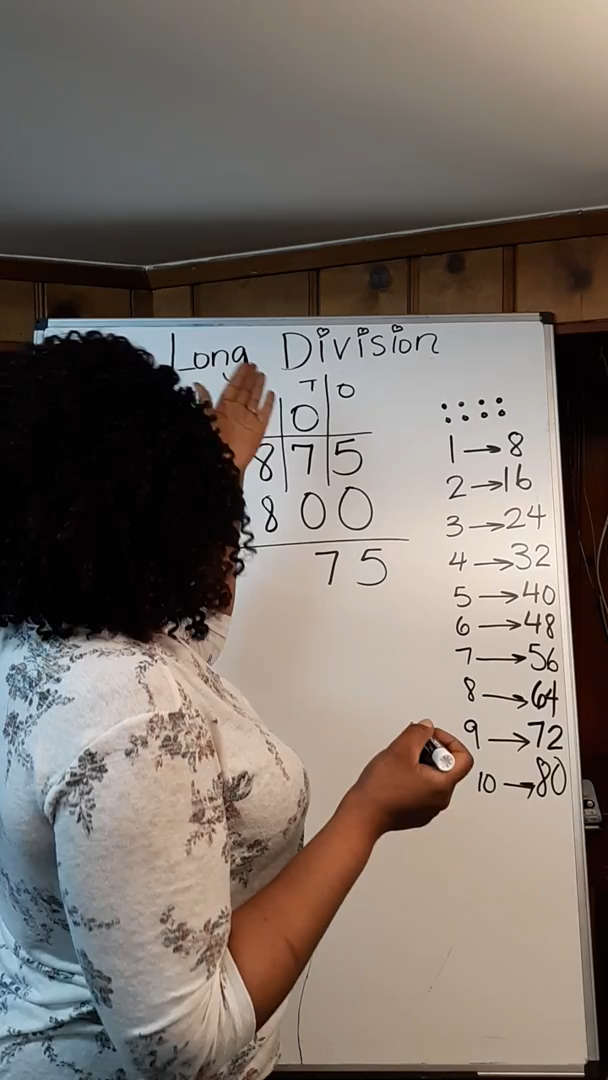 Long Division
T O
0
8 7 5
8 0 0
7 5
1 → 8
2 → 16
3 → 24
4 → 32
5 → 40
6 → 48
7 → 56
8 → 64
9 → 72
10 → 80